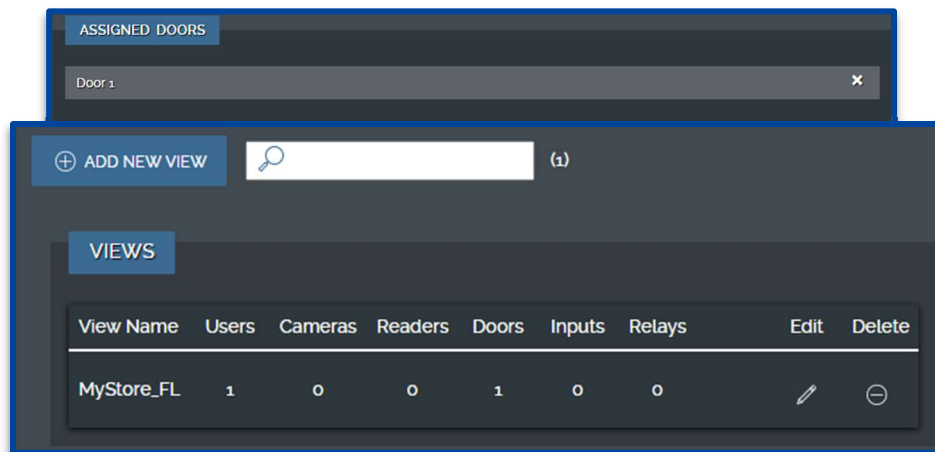 ASSIGNED DOORS
Door 1
ADD NEW VIEW (1)
VIEWS
View Name Users Cameras Readers Doors Inputs Relays Edit Delete
MyStore_FL 1 0 0 1 0 0